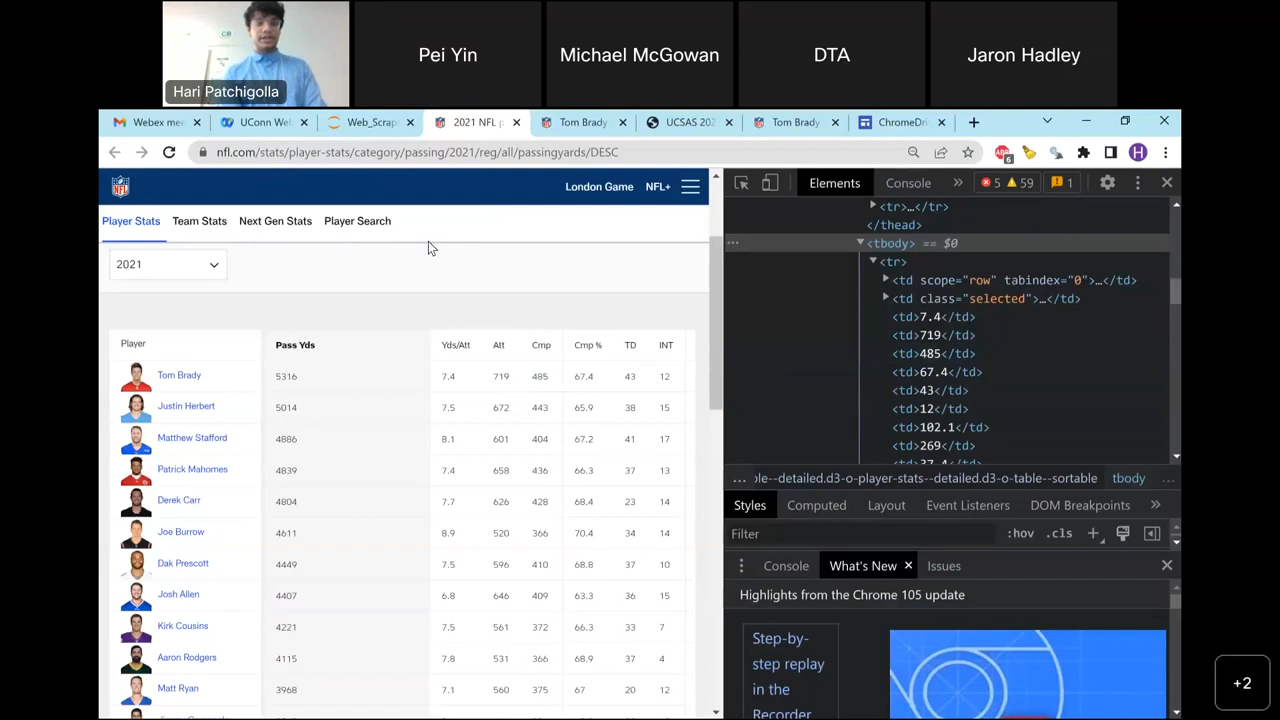 Hari Patchigolla
Pei Yin
Michael McGowan
DTA
Jaron Hadley
Webex me
UConn We
Web_Scrap
2021 NFL p
Tom Brady
UCSAS 202
Tom Brady
ChromeDri
nfl.com/stats/player-stats/category/passing/2021/reg/all/passingyards/DESC
6
H
NFL
London Game
NFL+
Player Stats
Team Stats
Next Gen Stats
Player Search
2021
Player Pass Yds Yds/Att Att Cmp Cmp % TD INT
Tom Brady 5316 7.4 719 485 67.4 43 12
Justin Herbert 5014 7.5 672 443 65.9 38 15
Matthew Stafford 4886 8.1 601 404 67.2 41 17
Patrick Mahomes 4839 7.4 658 436 66.3 37 13
Derek Carr 4804 7.7 626 428 68.4 23 14
Joe Burrow 4611 8.9 520 366 70.4 34 14
Dak Prescott 4449 7.5 596 410 68.8 37 10
Josh Allen 4407 6.8 646 409 63.3 36 15
Kirk Cousins 4221 7.5 561 372 66.3 33 7
Aaron Rodgers 4115 7.8 531 366 68.9 37 4
Matt Ryan 3968 7.1 560 375 67 20 12
Elements
Console
5
59
1
<tr>…</tr>
</thead>
<tbody> == $0
<tr>
<td scope="row" tabindex="0">…</td>
<td class="selected">…</td>
<td>7.4</td>
<td>719</td>
<td>485</td>
<td>67.4</td>
<td>43</td>
<td>12</td>
<td>102.1</td>
<td>269</td>
<td>37.4</td>
... ble--detailed.d3-o-player-stats--detailed.d3-o-table--sortable tbody ...
Styles
Computed
Layout
Event Listeners
DOM Breakpoints
Filter
:hov
.cls
Console
What's New
Issues
Highlights from the Chrome 105 update
Step-by-
step replay
in the
Recorder
+2